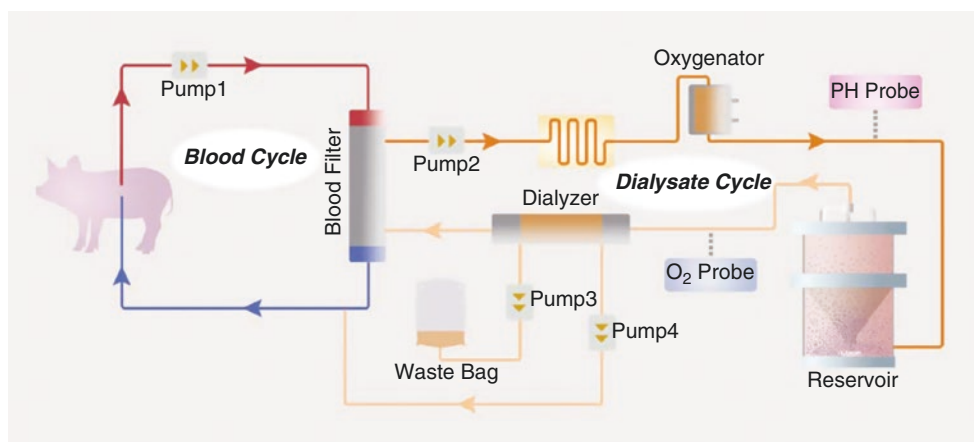 Oxygenator
PH Probe
Pump1
Blood Cycle
Blood Filter
Pump2
Dialysate Cycle
Dialyzer
O₂ Probe
Pump3
Pump4
Waste Bag
Reservoir